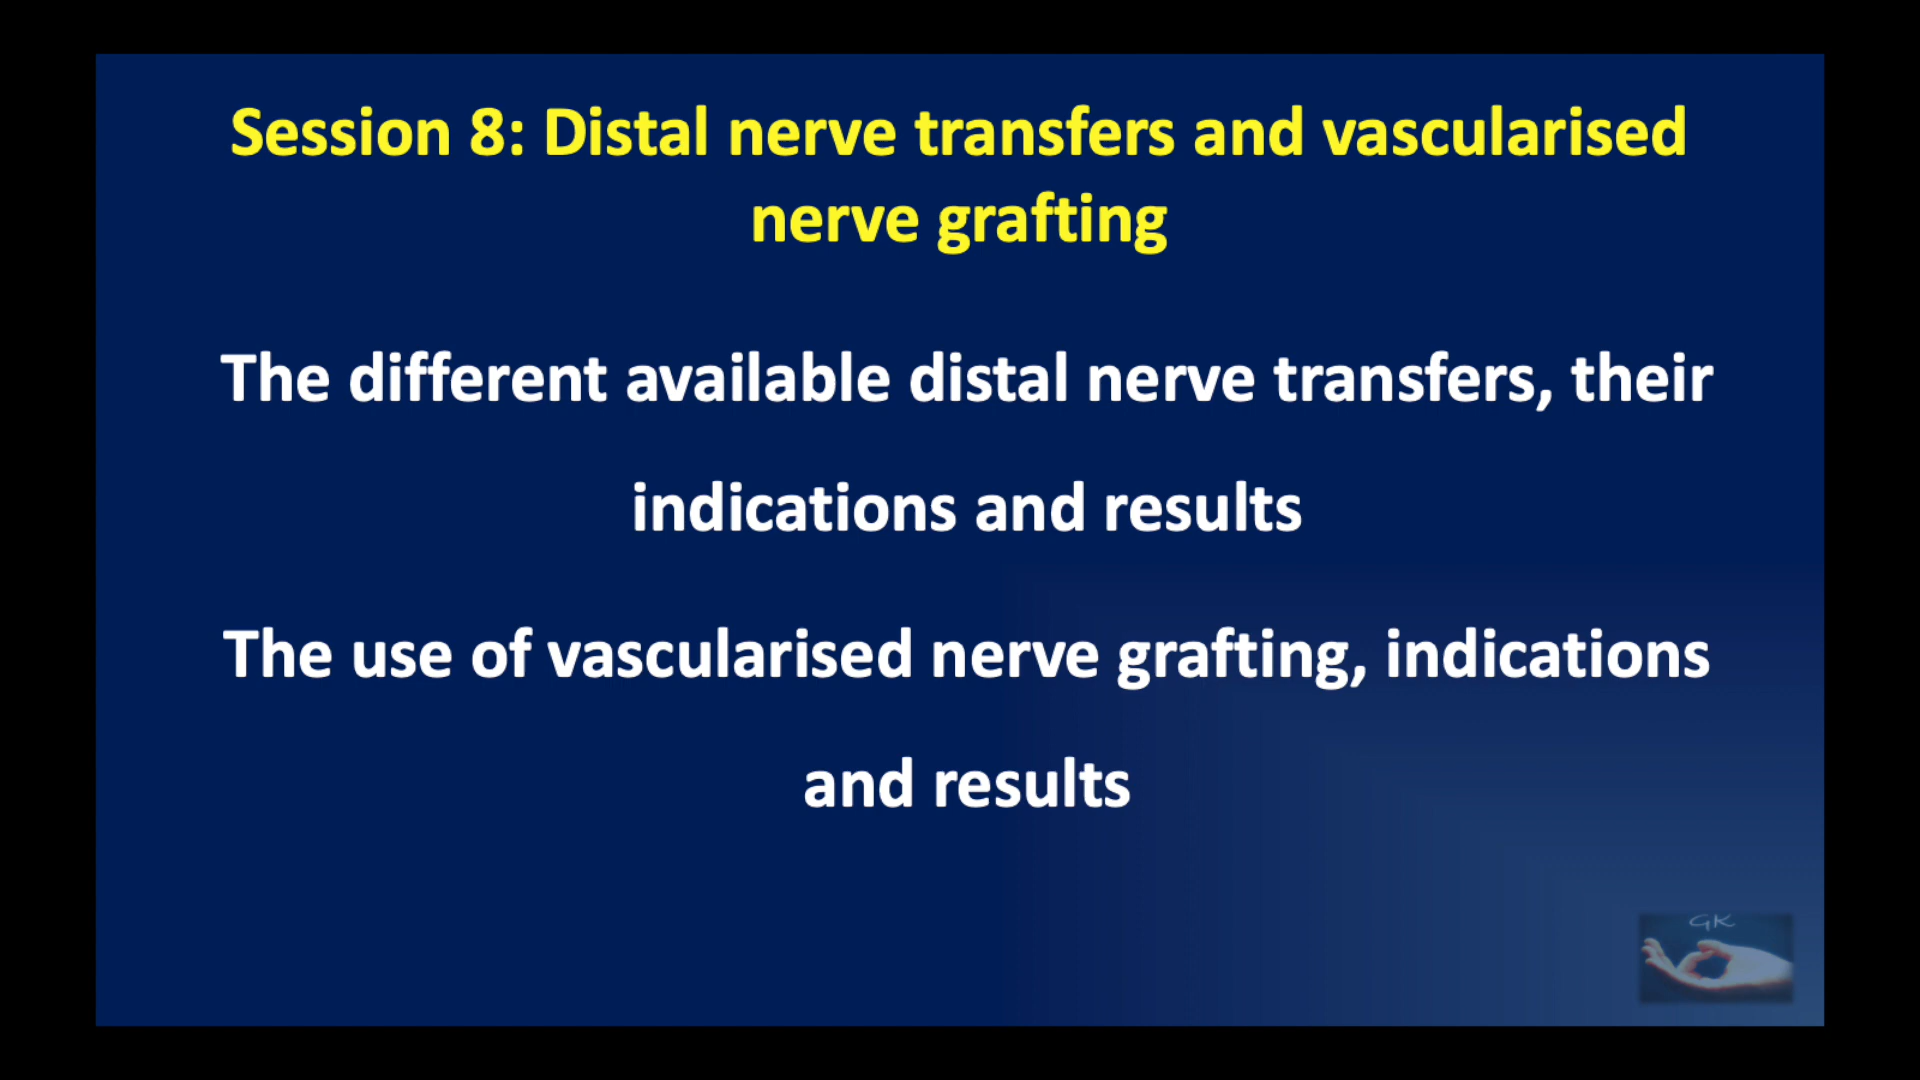 Session 8: Distal nerve transfers and vascularised
nerve grafting
The different available distal nerve transfers, their
indications and results
The use of vascularised nerve grafting, indications
and results
GK